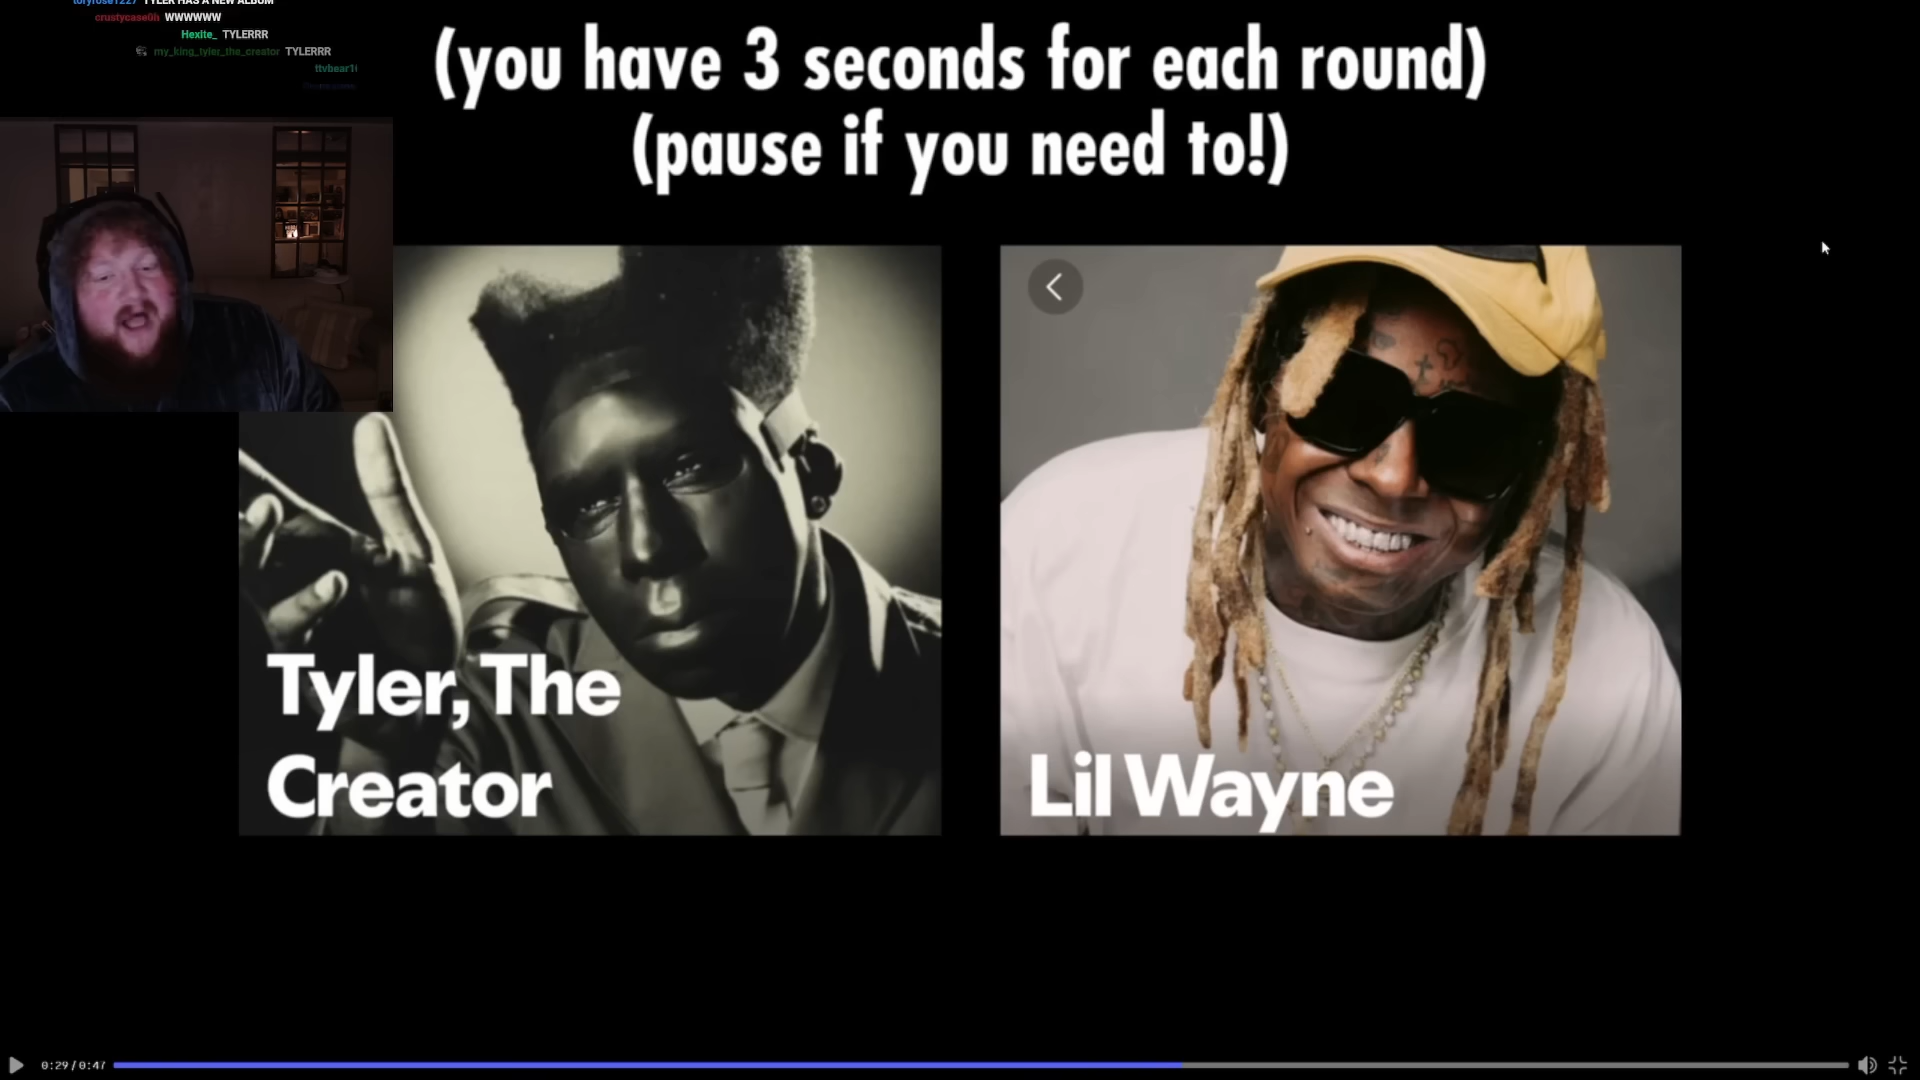 TYLER HAS A NEW ALBUM
crustycase0h WWWWWW
Hexite_ TYLERRR
my_king_tyler_the_creator TYLERRR
(you have 3 seconds for each round)
(pause if you need to!)
Tyler, The
Creator
Lil Wayne
0:29 / 0:47